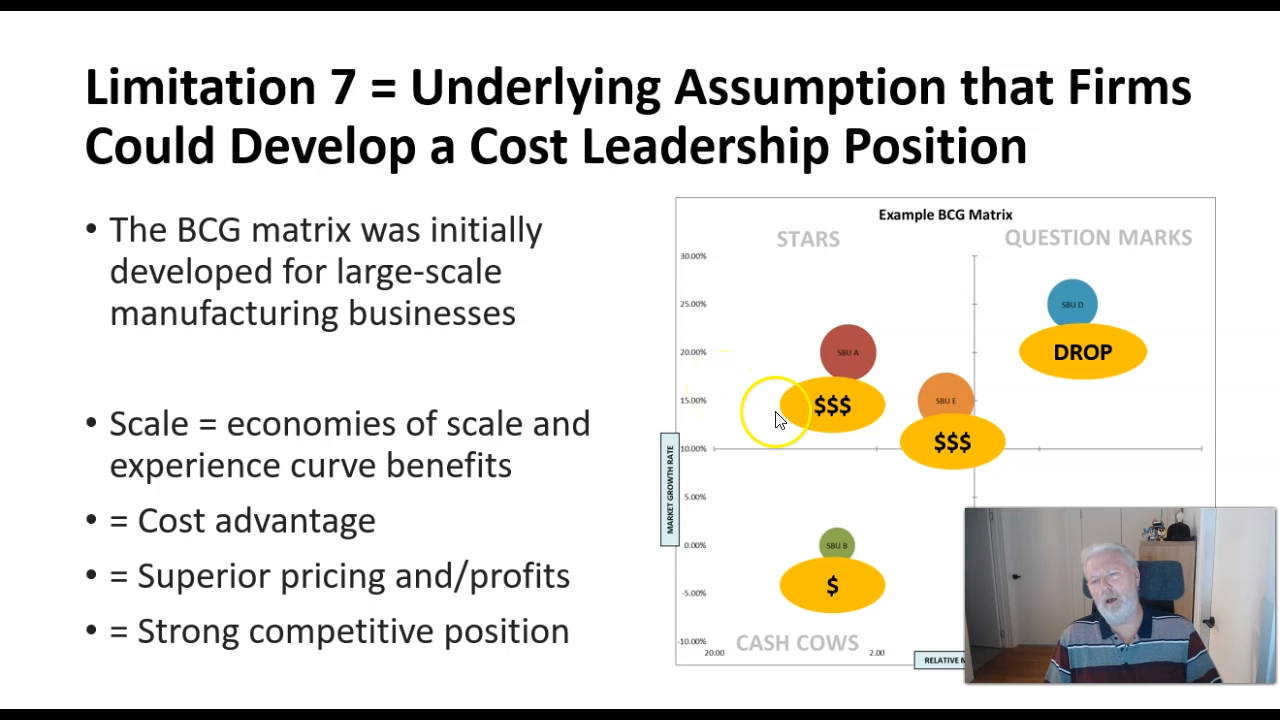 Limitation 7 = Underlying Assumption that Firms
Could Develop a Cost Leadership Position
• The BCG matrix was initially
developed for large-scale
manufacturing businesses
• Scale = economies of scale and
experience curve benefits
• = Cost advantage
• = Superior pricing and/profits
• = Strong competitive position
Example BCG Matrix
STARS
QUESTION MARKS
30.00%
25.00%
SBU D
20.00%
SBU A
DROP
15.00%
SBU E
$$$
$$$
10.00%
MARKET GROWTH RATE
5.00%
0.00%
SBU B
$
-5.00%
-10.00%
CASH COWS
20.00
2.00
RELATIVE